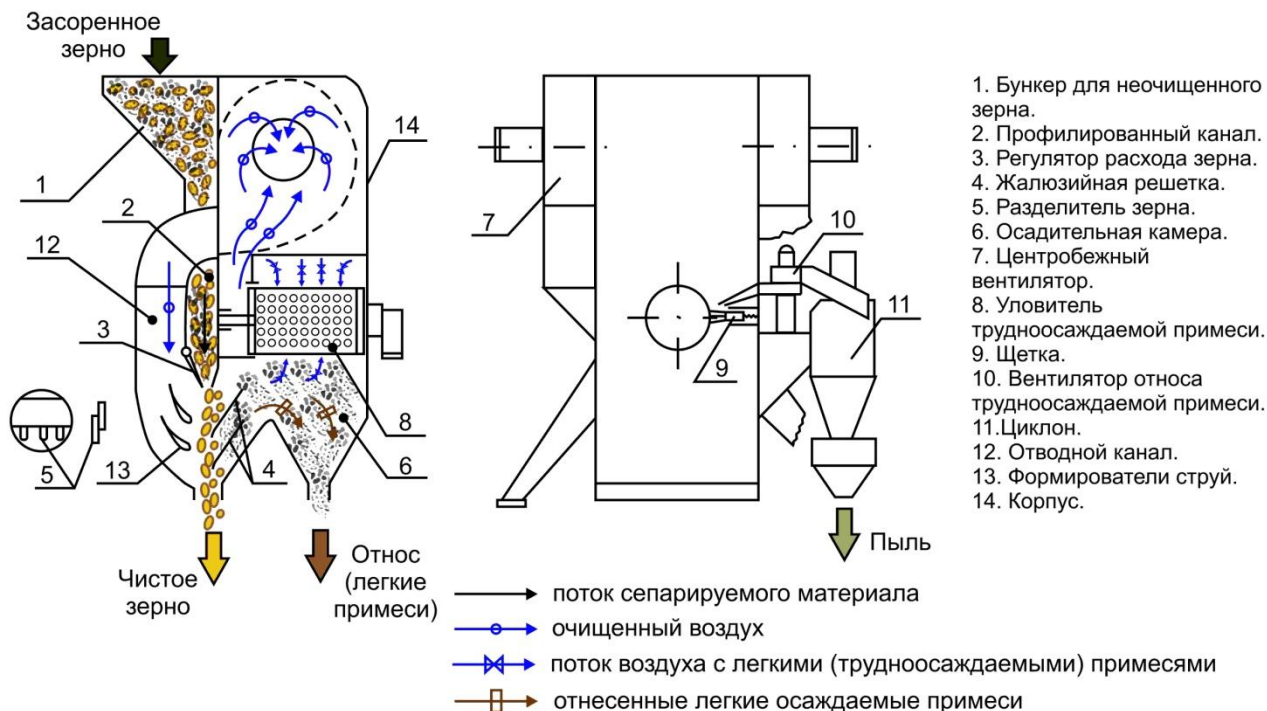 Засоренное
зерно
14
1
2
12
3
5
13
4
6
8
Чистое
зерно
Относ
(легкие
примеси)
7
10
11
9
Пыль
1. Бункер для неочищенного
зерна.
2. Профилированный канал.
3. Регулятор расхода зерна.
4. Жалюзийная решетка.
5. Разделитель зерна.
6. Осадительная камера.
7. Центробежный
вентилятор.
8. Уловитель
трудноосаждаемой примеси.
9. Щетка.
10. Вентилятор относа
трудноосаждаемой примеси.
11.Циклон.
12. Отводной канал.
13. Формирователи струй.
14. Корпус.
поток сепарируемого материала
очищенный воздух
поток воздуха с легкими (трудноосаждаемыми) примесями
отнесенные легкие осаждаемые примеси